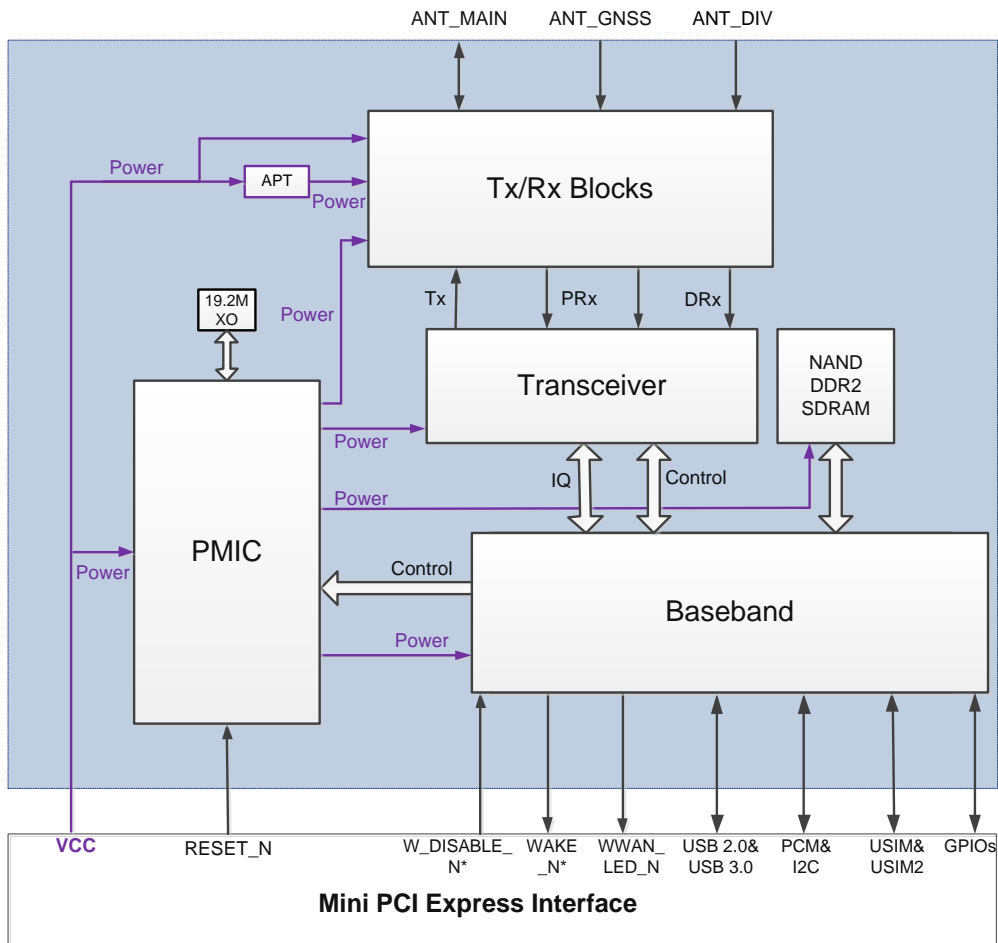 ANT_MAIN ANT_GNSS ANT_DIV
Power
APT
Power
Tx/Rx Blocks
Tx PRx DRx
19.2M
XO
Power
Transceiver
NAND
DDR2
SDRAM
Power
IQ
Control
Power
PMIC
Power
Control
Baseband
Power
VCC
RESET_N
W_DISABLE_
N*
WAKE
_N*
WWAN_
LED_N
USB 2.0&
USB 3.0
PCM&
I2C
USIM&
USIM2
GPIOs
Mini PCI Express Interface